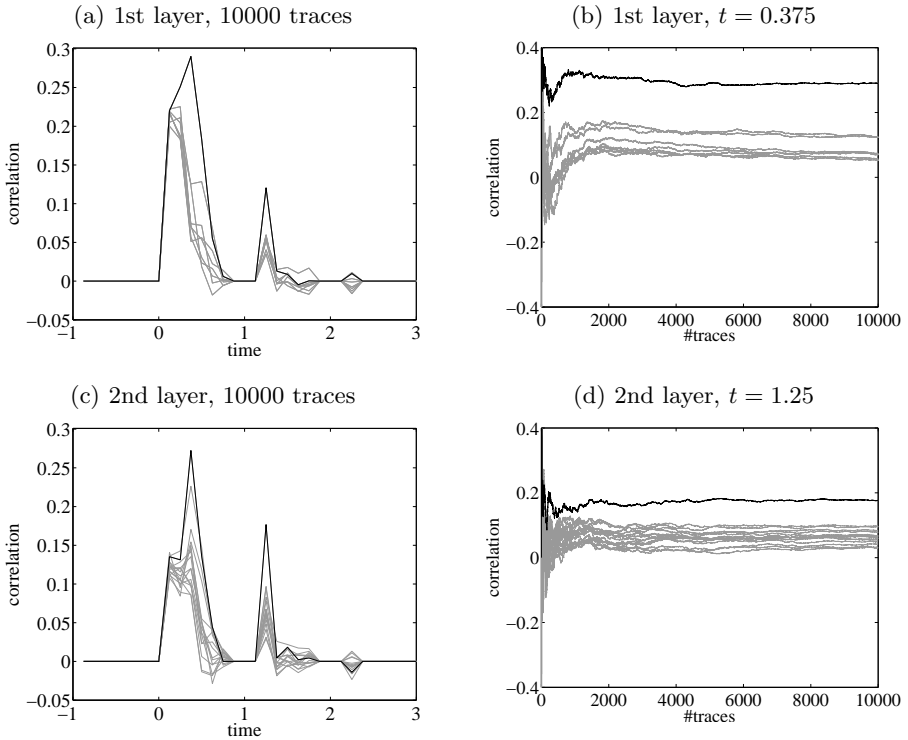 (a) 1st layer, 10000 traces
0.3
0.25
0.2
0.15
0.1
0.05
0
−0.05
−1 0 1 2 3
time
correlation
(b) 1st layer, t = 0.375
0.4
0.2
0
−0.2
−0.4
0 2000 4000 6000 8000 10000
#traces
correlation
(c) 2nd layer, 10000 traces
0.3
0.25
0.2
0.15
0.1
0.05
0
−0.05
−1 0 1 2 3
time
correlation
(d) 2nd layer, t = 1.25
0.4
0.2
0
−0.2
−0.4
0 2000 4000 6000 8000 10000
#traces
correlation